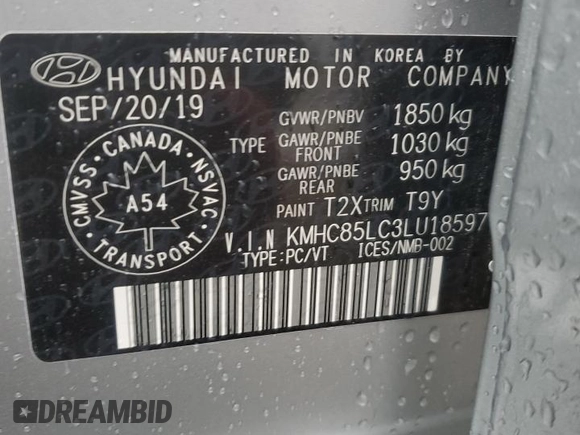 MANUFACTURED IN KOREA BY
HYUNDAI MOTOR COMPANY
SEP/20/19
GVWR/PNBV 1850 kg
TYPE GAWR/PNBE FRONT 1030 kg
GAWR/PNBE REAR 950 kg
PAINT T2X TRIM T9Y
V.I.N KMHC85LC3LU18597
TYPE:PC/VT ICES/NMB-002
CMVSS • CANADA • NSVAC
A54
TRANSPORT
DREAMBID